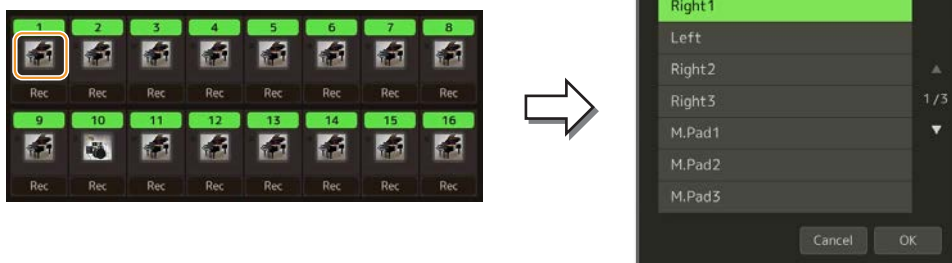 1 2 3 4 5 6 7 8
Rec Rec Rec Rec Rec Rec Rec Rec
9 10 11 12 13 14 15 16
Rec Rec Rec Rec Rec Rec Rec Rec
Right1
Left
Right2
Right3
M.Pad1
M.Pad2
M.Pad3
1/3
Cancel OK